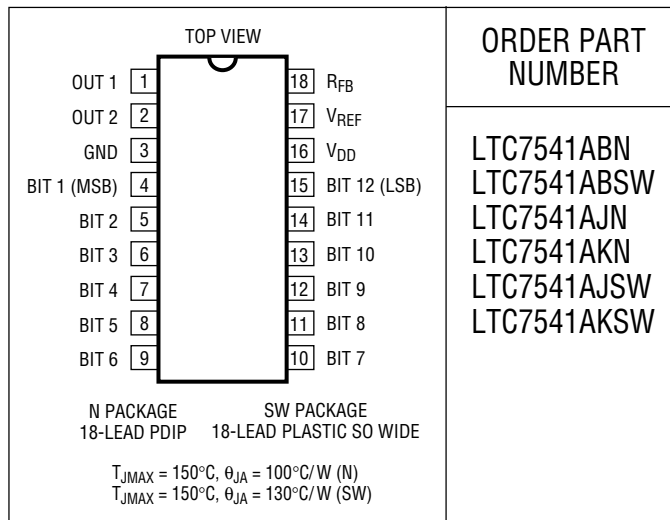 TOP VIEW
OUT 1 1
OUT 2 2
GND 3
BIT 1 (MSB) 4
BIT 2 5
BIT 3 6
BIT 4 7
BIT 5 8
BIT 6 9
18 RFB
17 VREF
16 VDD
15 BIT 12 (LSB)
14 BIT 11
13 BIT 10
12 BIT 9
11 BIT 8
10 BIT 7
N PACKAGE
18-LEAD PDIP
SW PACKAGE
18-LEAD PLASTIC SO WIDE
TJMAX = 150°C, θJA = 100°C/W (N)
TJMAX = 150°C, θJA = 130°C/W (SW)
ORDER PART
NUMBER
LTC7541ABN
LTC7541ABSW
LTC7541AJN
LTC7541AKN
LTC7541AJSW
LTC7541AKSW